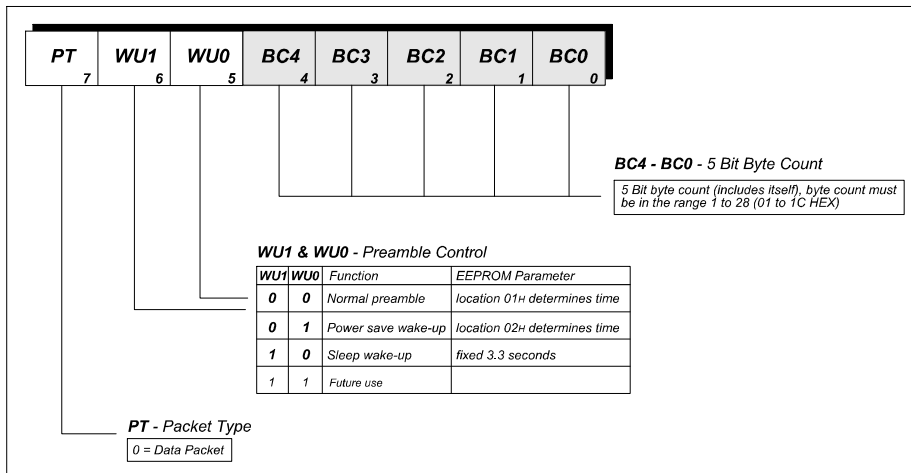 PT WU1 WU0 BC4 BC3 BC2 BC1 BC0
7 6 5 4 3 2 1 0
BC4 - BC0 - 5 Bit Byte Count
5 Bit byte count (includes itself), byte count must
be in the range 1 to 28 (01 to 1C HEX)
WU1 & WU0 - Preamble Control
WU1 WU0 Function EEPROM Parameter
0 0 Normal preamble location 01H determines time
0 1 Power save wake-up location 02H determines time
1 0 Sleep wake-up fixed 3.3 seconds
1 1 Future use
PT - Packet Type
0 = Data Packet